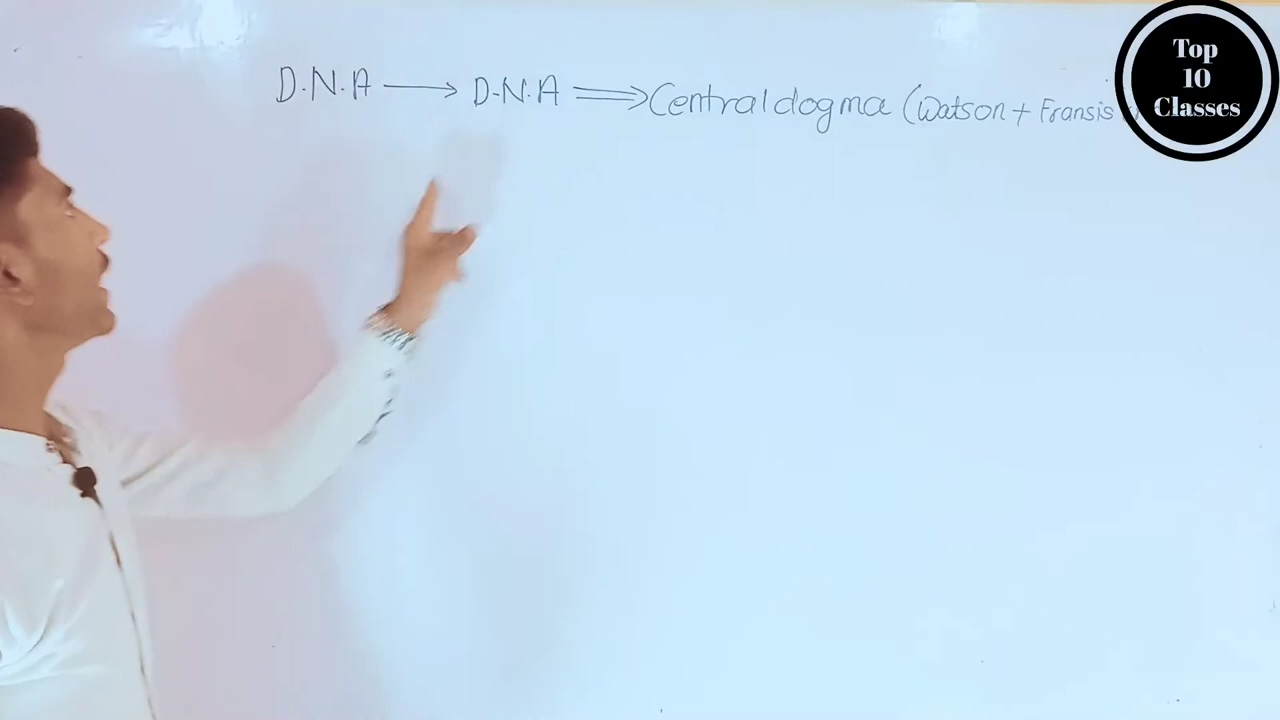 D.N.A → D-N.A ⇒ Central dogma (Watson + Fransis
Top
10
Classes